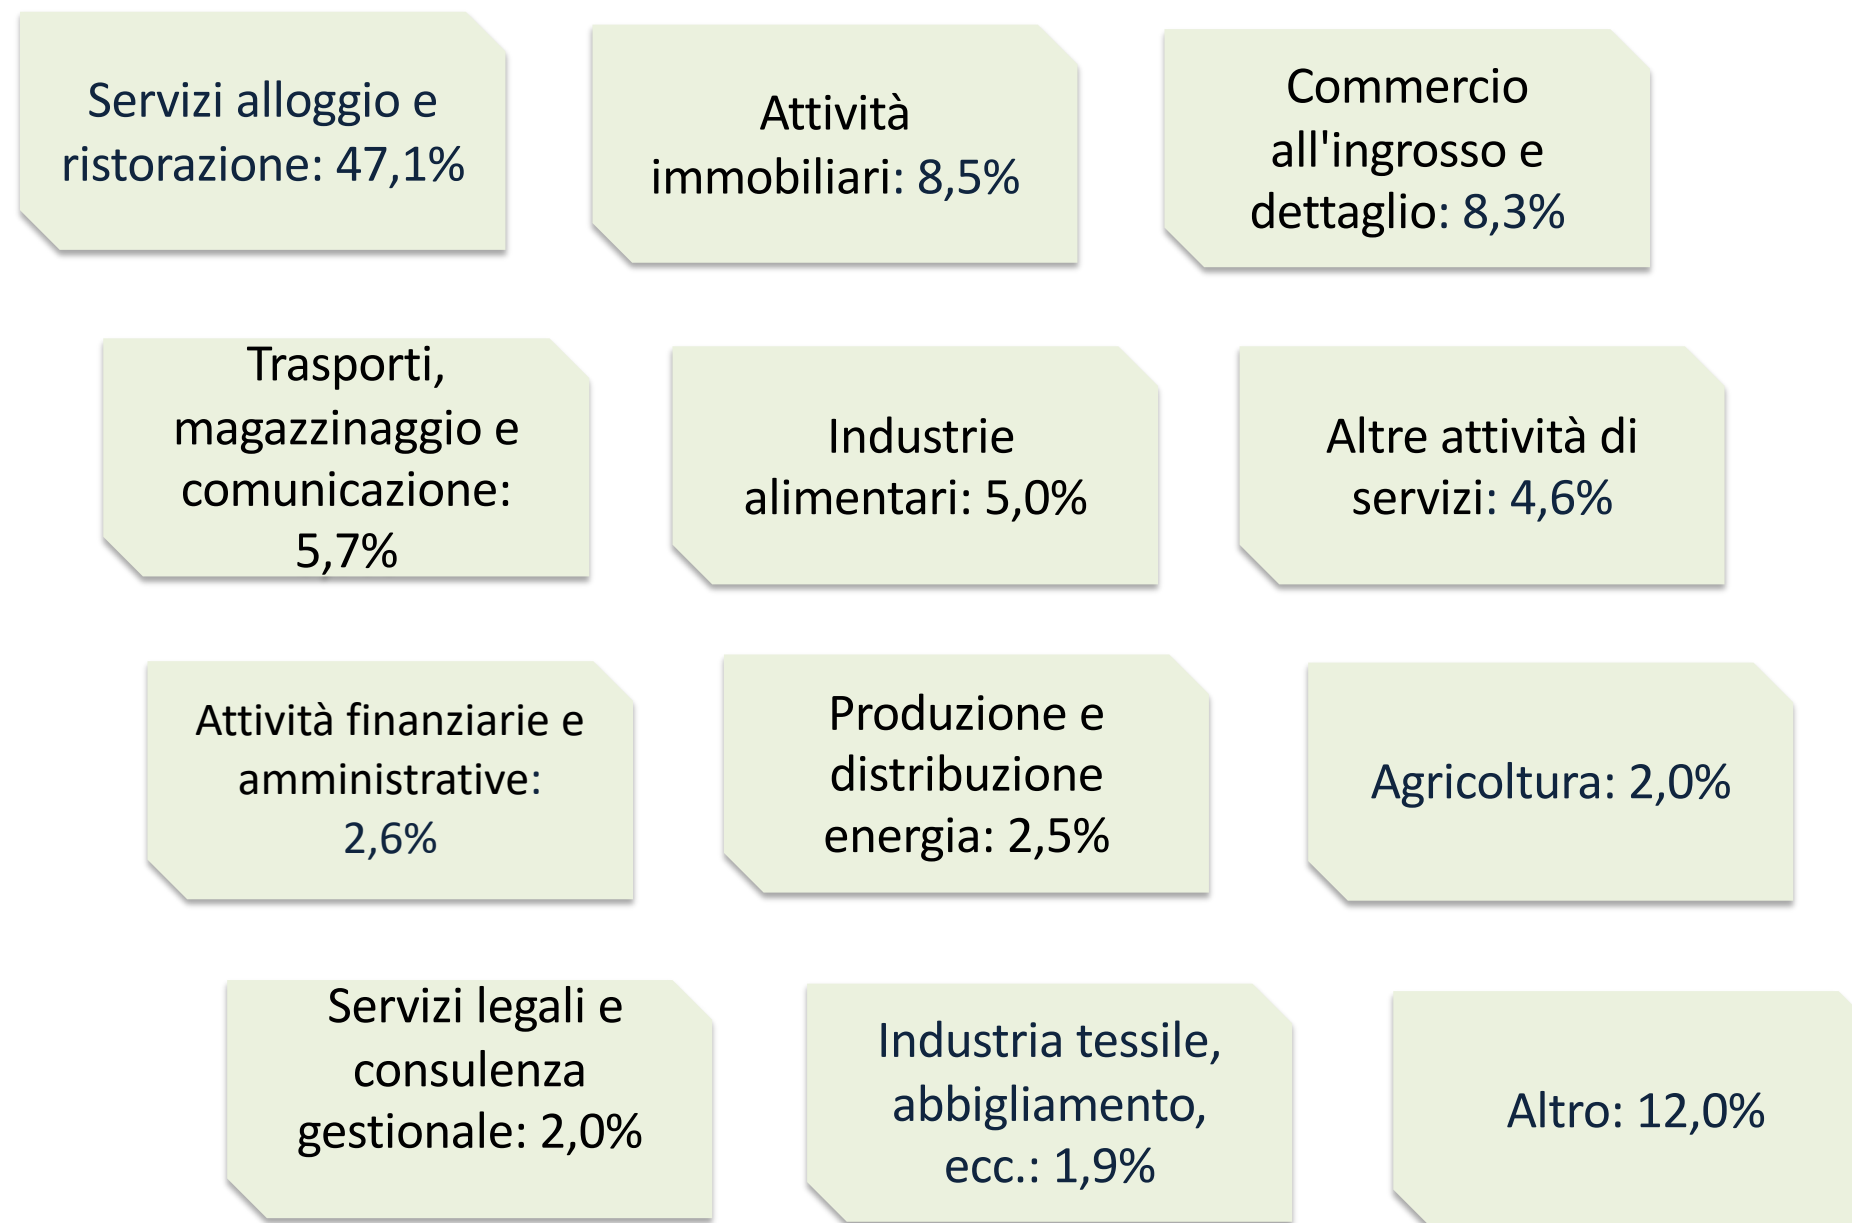 Servizi alloggio e
ristorazione: 47,1%
Attività
immobiliari: 8,5%
Commercio
all'ingrosso e
dettaglio: 8,3%
Trasporti,
magazzinaggio e
comunicazione:
5,7%
Industrie
alimentari: 5,0%
Altre attività di
servizi: 4,6%
Attività finanziarie e
amministrative:
2,6%
Produzione e
distribuzione
energia: 2,5%
Agricoltura: 2,0%
Servizi legali e
consulenza
gestionale: 2,0%
Industria tessile,
abbigliamento,
ecc.: 1,9%
Altro: 12,0%